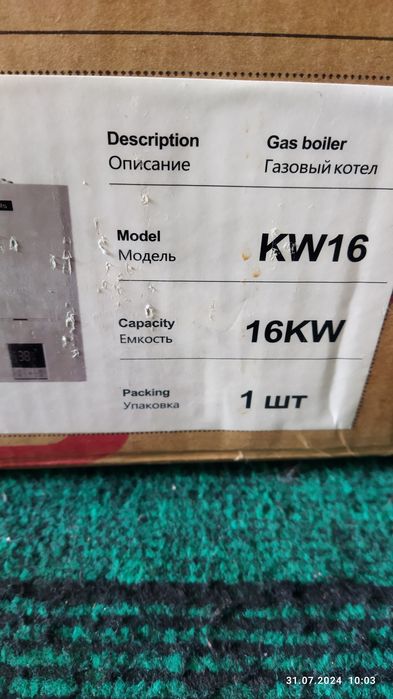 Description Gas boiler
Описание Газовый котел
Model KW16
Модель
Capacity 16KW
Емкость
Packing 1 шт
Упаковка
38
31.07.2024 10:03